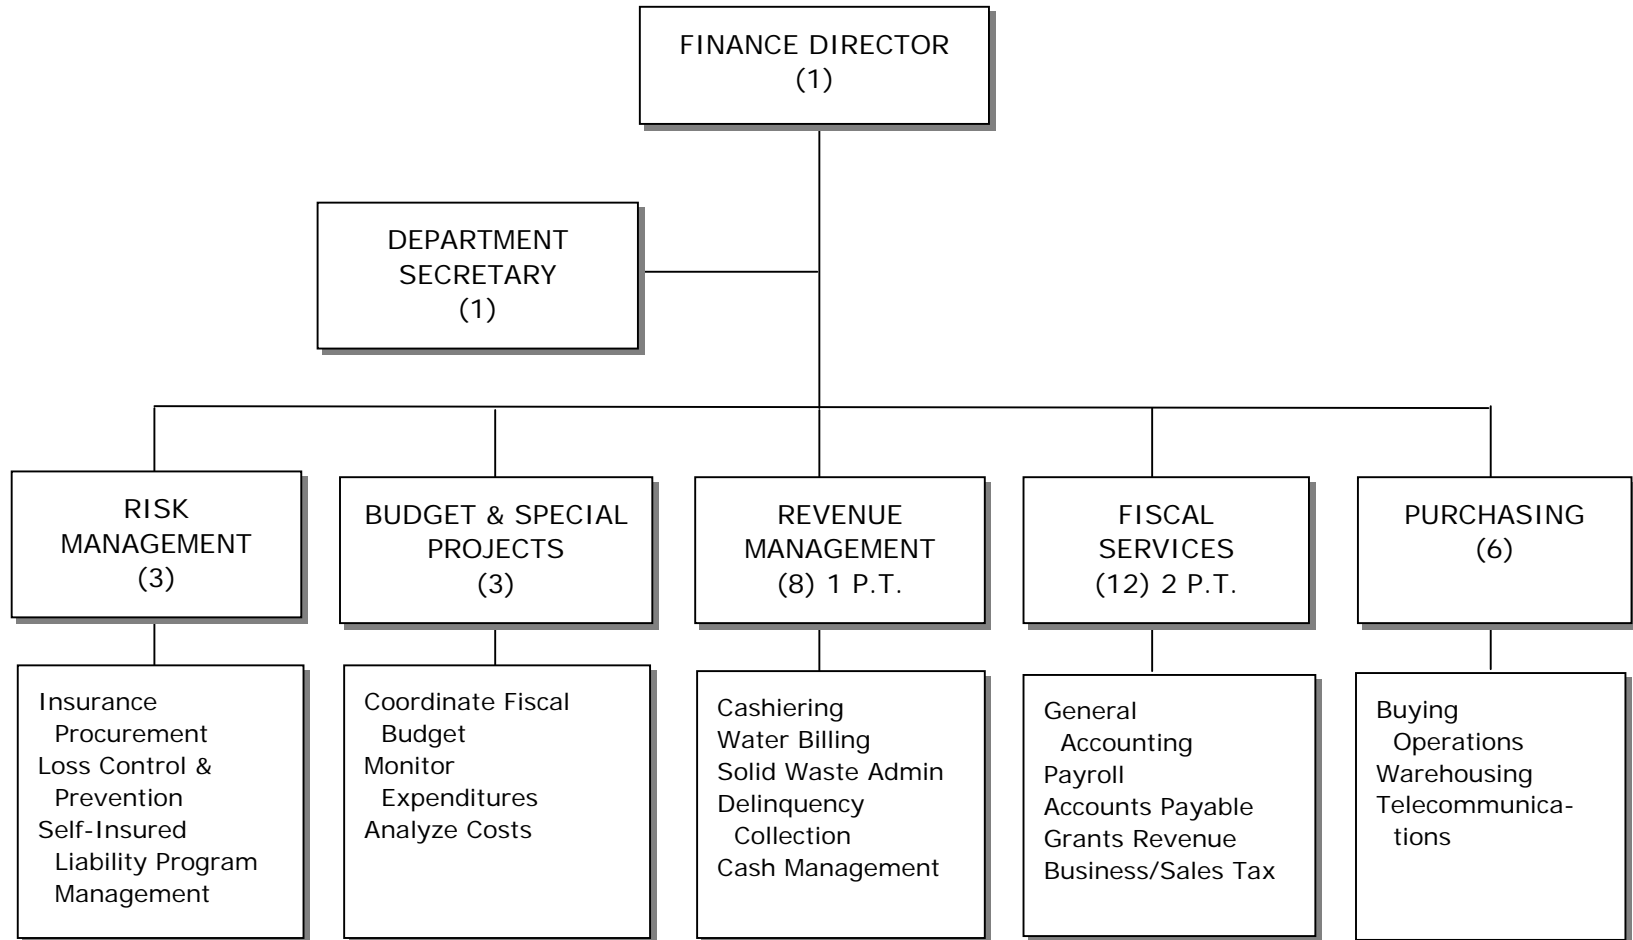 FINANCE DIRECTOR
(1)
DEPARTMENT
SECRETARY
(1)
RISK
MANAGEMENT
(3)
BUDGET & SPECIAL
PROJECTS
(3)
REVENUE
MANAGEMENT
(8) 1 P.T.
FISCAL
SERVICES
(12) 2 P.T.
PURCHASING
(6)
Insurance
Procurement
Loss Control &
Prevention
Self-Insured
Liability Program
Management
Coordinate Fiscal
Budget
Monitor
Expenditures
Analyze Costs
Cashiering
Water Billing
Solid Waste Admin
Delinquency
Collection
Cash Management
General
Accounting
Payroll
Accounts Payable
Grants Revenue
Business/Sales Tax
Buying
Operations
Warehousing
Telecommunica-
tions